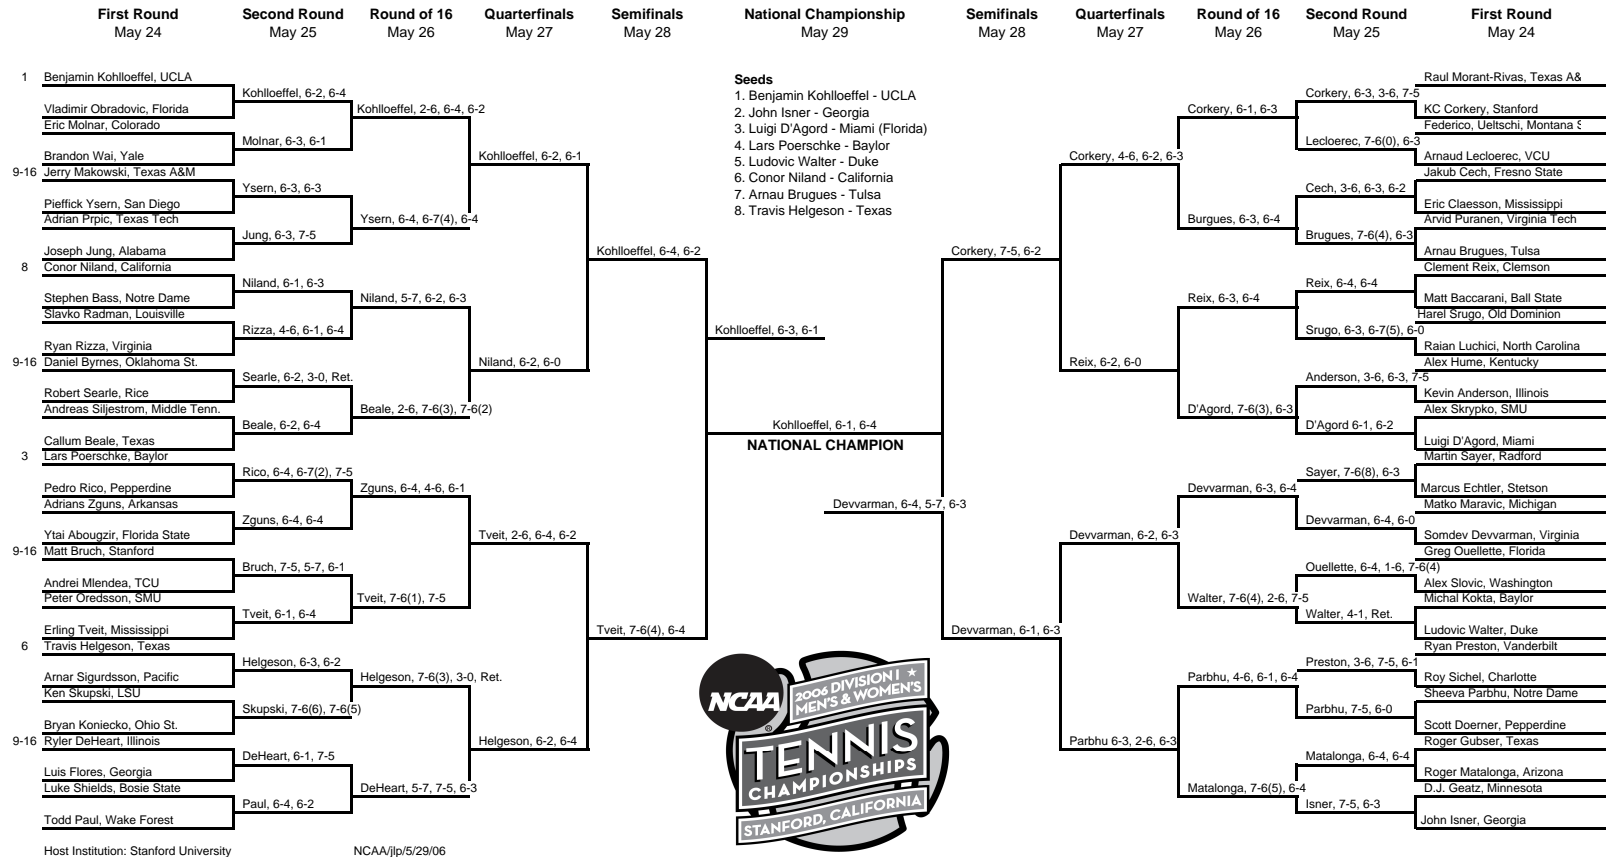 First Round Second Round Round of 16 Quarterfinals Semifinals National Championship Semifinals Quarterfinals Round of 16 Second Round First Round
May 24 May 25 May 26 May 27 May 28 May 29 May 28 May 27 May 26 May 25 May 24
1 Benjamin Kohlloeffel, UCLA
Kohlloeffel, 6-2, 6-4
Vladimir Obradovic, Florida
Kohlloeffel, 2-6, 6-4, 6-2
Eric Molnar, Colorado
Molnar, 6-3, 6-1
Brandon Wai, Yale
Kohlloeffel, 6-2, 6-1
9-16 Jerry Makowski, Texas A&M
Ysern, 6-3, 6-3
Pieffick Ysern, San Diego
Ysern, 6-4, 6-7(4), 6-4
Adrian Prpic, Texas Tech
Jung, 6-3, 7-5
Joseph Jung, Alabama
Kohlloeffel, 6-4, 6-2
8 Conor Niland, California
Niland, 6-1, 6-3
Stephen Bass, Notre Dame
Niland, 5-7, 6-2, 6-3
Slavko Radman, Louisville
Rizza, 4-6, 6-1, 6-4
Ryan Rizza, Virginia
Niland, 6-2, 6-0
9-16 Daniel Byrnes, Oklahoma St.
Searle, 6-2, 3-0, Ret.
Robert Searle, Rice
Beale, 2-6, 7-6(3), 7-6(2)
Andreas Siljestrom, Middle Tenn.
Beale, 6-2, 6-4
Callum Beale, Texas
Kohlloeffel, 6-3, 6-1
3 Lars Poerschke, Baylor
Rico, 6-4, 6-7(2), 7-5
Pedro Rico, Pepperdine
Zguns, 6-4, 4-6, 6-1
Adrians Zguns, Arkansas
Zguns, 6-4, 6-4
Ytai Abougzir, Florida State
Tveit, 2-6, 6-4, 6-2
9-16 Matt Bruch, Stanford
Bruch, 7-5, 5-7, 6-1
Andrei Mlendea, TCU
Tveit, 7-6(1), 7-5
Peter Oredsson, SMU
Tveit, 6-1, 6-4
Erling Tveit, Mississippi
Tveit, 7-6(4), 6-4
6 Travis Helgeson, Texas
Helgeson, 6-3, 6-2
Arnar Sigurdsson, Pacific
Helgeson, 7-6(3), 3-0, Ret.
Ken Skupski, LSU
Skupski, 7-6(6), 7-6(5)
Bryan Koniecko, Ohio St.
Helgeson, 6-2, 6-4
9-16 Ryler DeHeart, Illinois
DeHeart, 6-1, 7-5
Luis Flores, Georgia
DeHeart, 5-7, 7-5, 6-3
Luke Shields, Bosie State
Paul, 6-4, 6-2
Todd Paul, Wake Forest
Host Institution: Stanford University NCAA/jlp/5/29/06
Seeds
1. Benjamin Kohlloeffel - UCLA
2. John Isner - Georgia
3. Luigi D'Agord - Miami (Florida)
4. Lars Poerschke - Baylor
5. Ludovic Walter - Duke
6. Conor Niland - California
7. Arnau Brugues - Tulsa
8. Travis Helgeson - Texas
Kohlloeffel, 6-1, 6-4
NATIONAL CHAMPION
Devvarman, 6-4, 5-7, 6-3
NCAA
2006 DIVISION I
MEN'S & WOMEN'S
TENNIS
CHAMPIONSHIPS
STANFORD, CALIFORNIA
Raul Morant-Rivas, Texas A&
Corkery, 6-3, 3-6, 7-5
KC Corkery, Stanford
Corkery, 6-1, 6-3
Federico, Ueltschi, Montana S
Lecloerec, 7-6(0), 6-3
Arnaud Lecloerec, VCU
Corkery, 4-6, 6-2, 6-3
Jakub Cech, Fresno State
Cech, 3-6, 6-3, 6-2
Eric Claesson, Mississippi
Burgues, 6-3, 6-4
Arvid Puranen, Virginia Tech
Brugues, 7-6(4), 6-3
Arnau Brugues, Tulsa
Corkery, 7-5, 6-2
Clement Reix, Clemson
Reix, 6-4, 6-4
Matt Baccarani, Ball State
Reix, 6-3, 6-4
Harel Srugo, Old Dominion
Srugo, 6-3, 6-7(5), 6-0
Raian Luchici, North Carolina
Reix, 6-2, 6-0
Alex Hume, Kentucky
Anderson, 3-6, 6-3, 7-5
Kevin Anderson, Illinois
D'Agord, 7-6(3), 6-3
Alex Skrypko, SMU
D'Agord 6-1, 6-2
Luigi D'Agord, Miami
Martin Sayer, Radford
Sayer, 7-6(8), 6-3
Marcus Echtler, Stetson
Devvarman, 6-3, 6-4
Matko Maravic, Michigan
Devvarman, 6-4, 6-0
Somdev Devvarman, Virginia
Devvarman, 6-2, 6-3
Greg Ouellette, Florida
Ouellette, 6-4, 1-6, 7-6(4)
Alex Slovic, Washington
Walter, 7-6(4), 2-6, 7-5
Michal Kokta, Baylor
Walter, 4-1, Ret.
Ludovic Walter, Duke
Devvarman, 6-1, 6-3
Ryan Preston, Vanderbilt
Preston, 3-6, 7-5, 6-1
Roy Sichel, Charlotte
Parbhu, 4-6, 6-1, 6-4
Sheeva Parbhu, Notre Dame
Parbhu, 7-5, 6-0
Scott Doerner, Pepperdine
Parbhu 6-3, 2-6, 6-3
Roger Gubser, Texas
Matalonga, 6-4, 6-4
Roger Matalonga, Arizona
Matalonga, 7-6(5), 6-4
D.J. Geatz, Minnesota
Isner, 7-5, 6-3
John Isner, Georgia